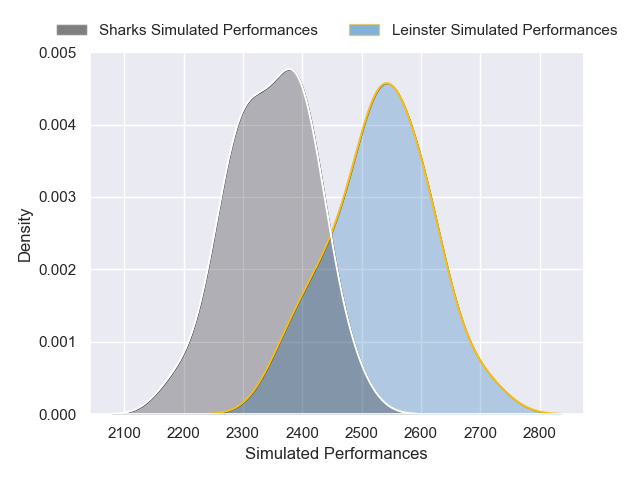 Sharks Simulated Performances Leinster Simulated Performances
0.005
0.004
0.003
0.002
0.001
0.000
Density
2100 2200 2300 2400 2500 2600 2700 2800
Simulated Performances